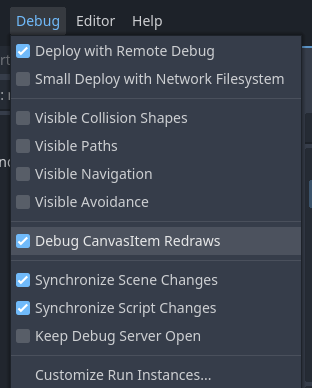 Debug Editor Help
Deploy with Remote Debug
Small Deploy with Network Filesystem
Visible Collision Shapes
Visible Paths
Visible Navigation
Visible Avoidance
Debug CanvasItem Redraws
Synchronize Scene Changes
Synchronize Script Changes
Keep Debug Server Open
Customize Run Instances...